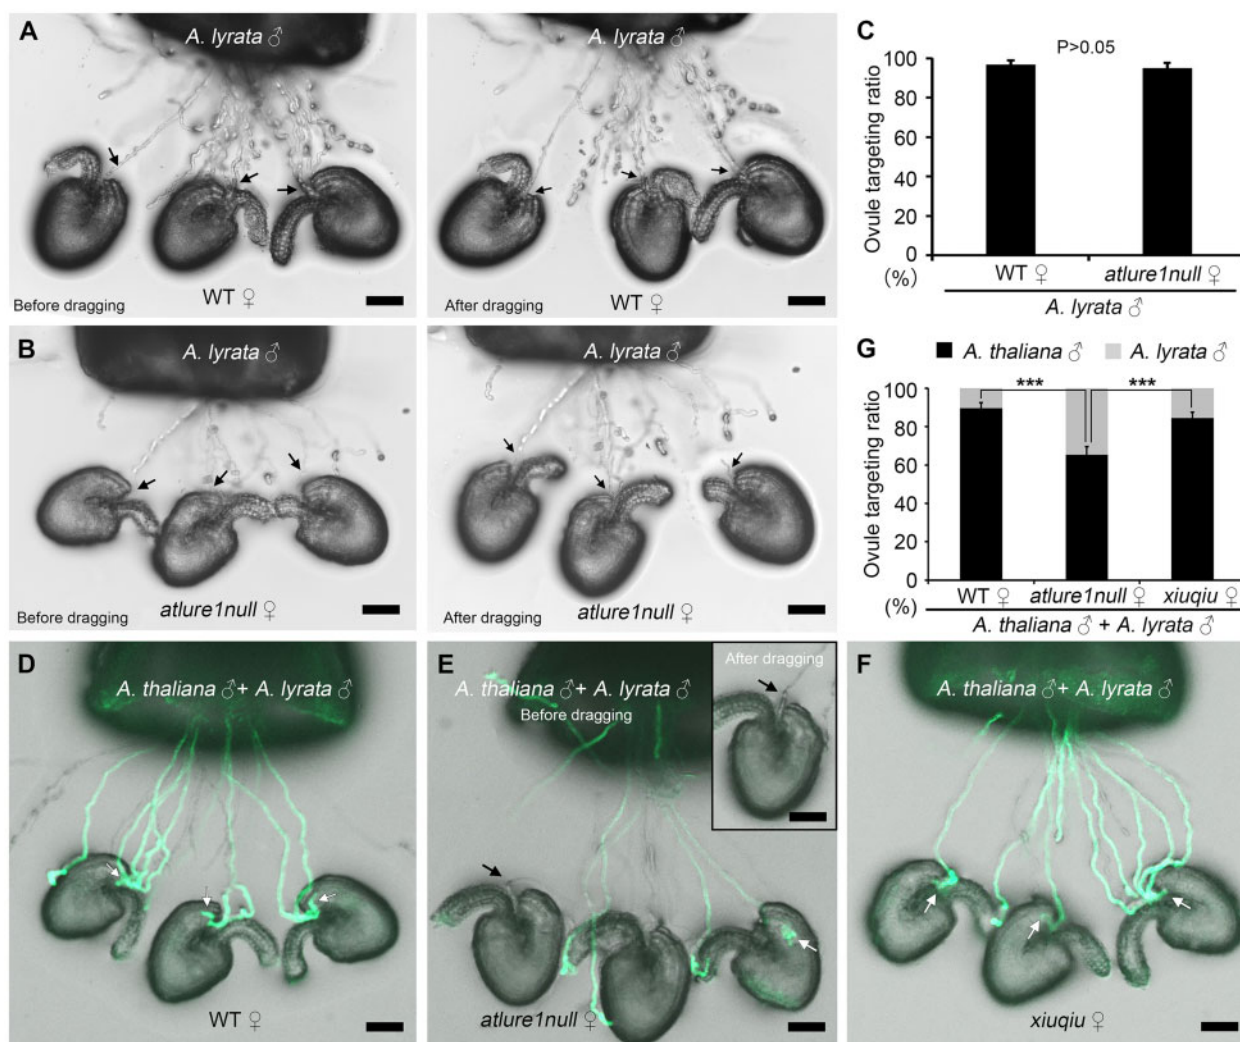 A
A. lyrata ♂
Before dragging
WT ♀
A. lyrata ♂
After dragging
WT ♀
B
A. lyrata ♂
Before dragging
atlure1null ♀
A. lyrata ♂
After dragging
atlure1null ♀
C
P>0.05
Ovule targeting ratio
100
80
60
40
20
0
(%)
WT ♀
atlure1null ♀
A. lyrata ♂
G
A. thaliana ♂
A. lyrata ♂
***
***
Ovule targeting ratio
100
80
60
40
20
0
(%)
WT ♀
atlure1null ♀
xiuqiu ♀
A. thaliana ♂ + A. lyrata ♂
D
A. thaliana ♂+ A. lyrata ♂
WT ♀
E
A. thaliana ♂+ A. lyrata ♂
Before dragging
After dragging
atlure1null ♀
F
A. thaliana ♂+ A. lyrata ♂
xiuqiu ♀